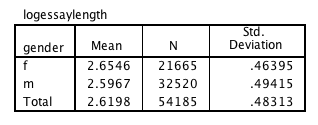 logessaylength
gender Mean N Std. Deviation
f 2.6546 21665 .46395
m 2.5967 32520 .49415
Total 2.6198 54185 .48313